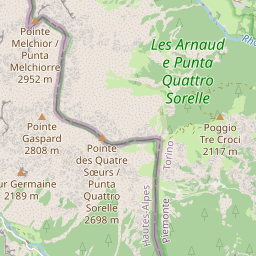 Pointe
Melchior /
Punta
Melchiorre
2952 m
Les Arnaud
e Punta
Quattro
Sorelle
Pointe
Gaspard
2808 m
Poggio
Tre Croci
2117 m
Pointe
des Quatre
Sœurs /
Punta
Quattro
Sorelle
2698 m
ur Germaine
2189 m
Torino
Piemonte
Hautes-Alpes